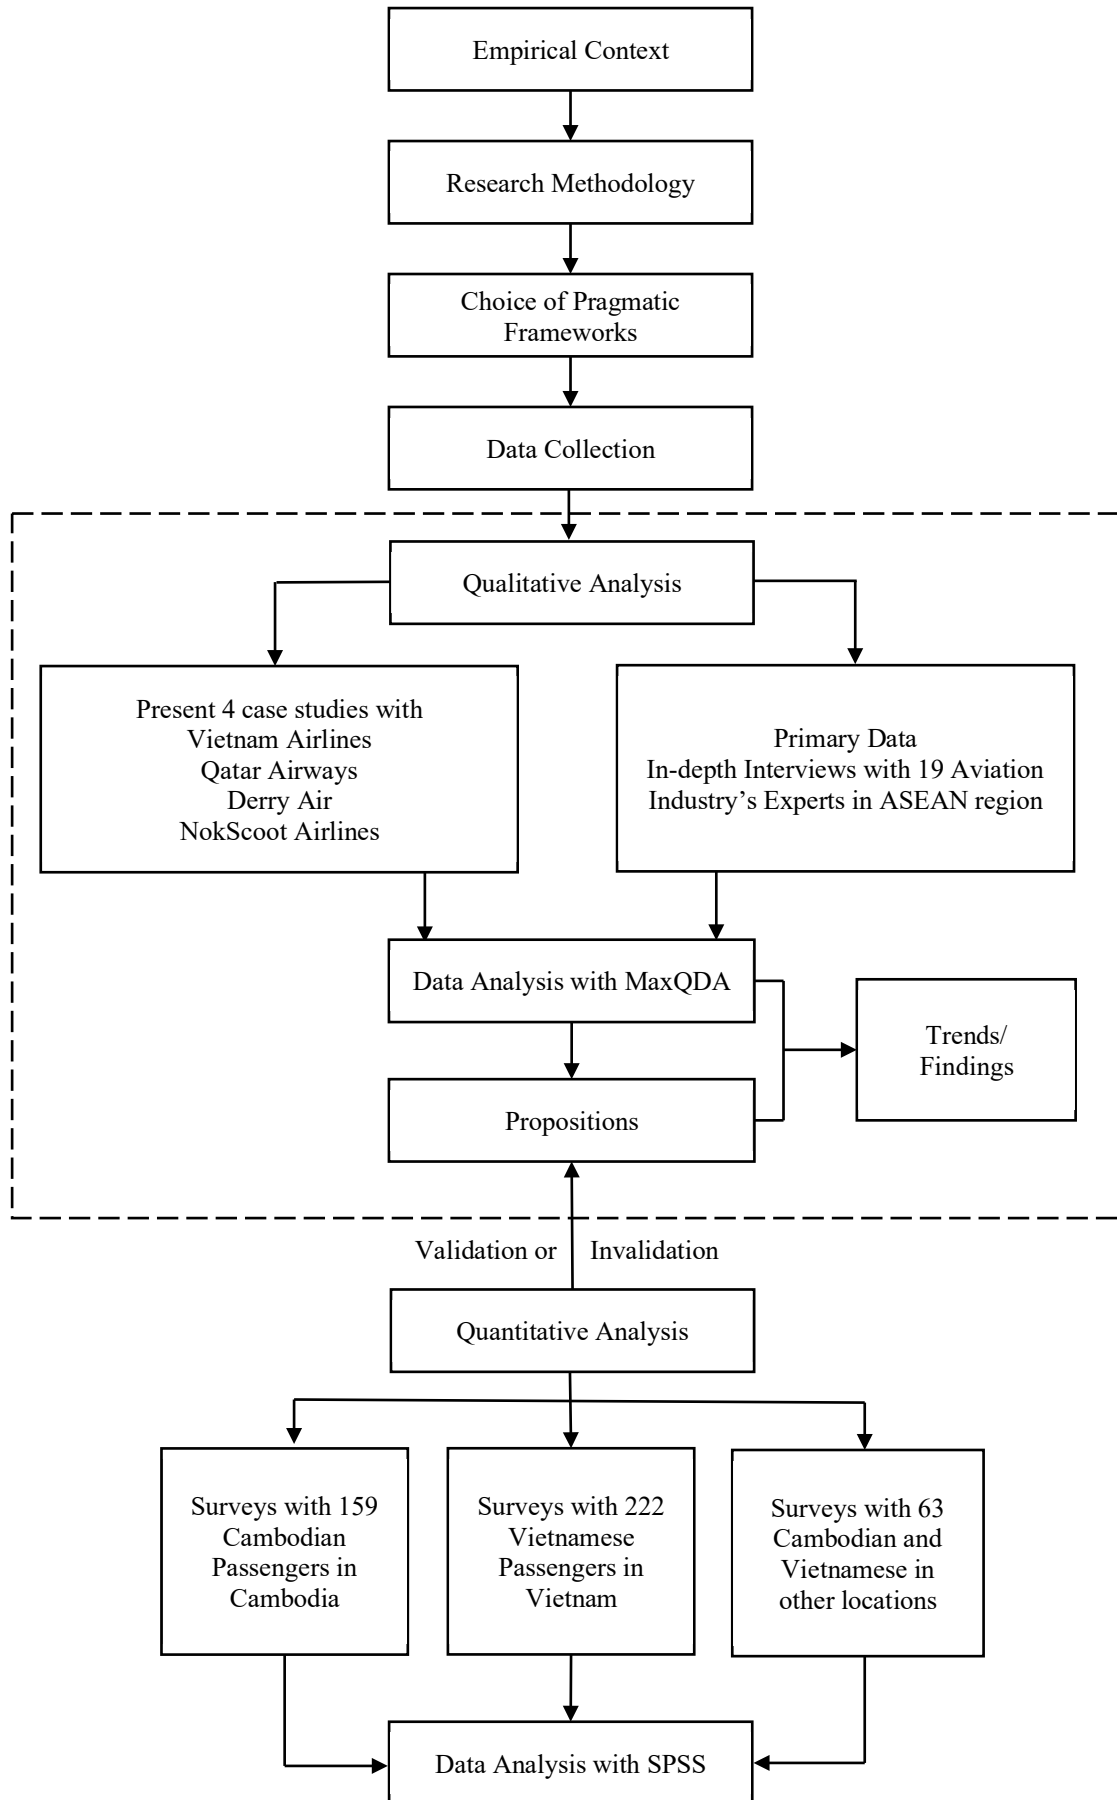 Empirical Context
Research Methodology
Choice of Pragmatic
Frameworks
Data Collection
Qualitative Analysis
Present 4 case studies with
Vietnam Airlines
Qatar Airways
Derry Air
NokScoot Airlines
Primary Data
In-depth Interviews with 19 Aviation
Industry’s Experts in ASEAN region
Data Analysis with MaxQDA
Trends/
Findings
Propositions
Validation or Invalidation
Quantitative Analysis
Surveys with 159
Cambodian
Passengers in
Cambodia
Surveys with 222
Vietnamese
Passengers in
Vietnam
Surveys with 63
Cambodian and
Vietnamese in
other locations
Data Analysis with SPSS